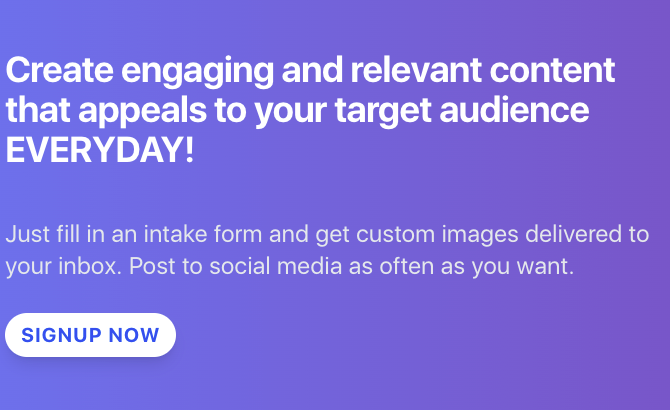 Create engaging and relevant content
that appeals to your target audience
EVERYDAY!
Just fill in an intake form and get custom images delivered to
your inbox. Post to social media as often as you want.
SIGNUP NOW